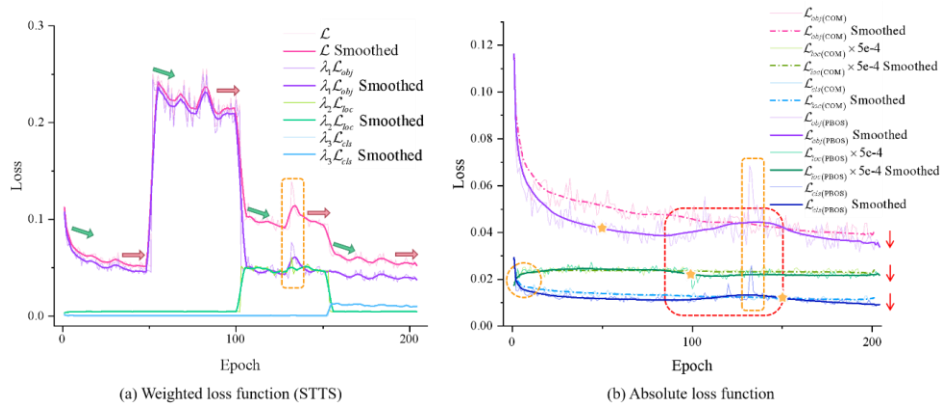 0.3
0.2
0.1
0.0
Loss
0
50
100
150
200
Epoch
ℒ
ℒ Smoothed
λ₁ℒobj
λ₁ℒobj Smoothed
λ₂ℒloc
λ₂ℒloc Smoothed
λ₃ℒcls
λ₃ℒcls Smoothed
(a) Weighted loss function (STTS)
0.12
0.10
0.08
0.06
0.04
0.02
0.00
Loss
0
50
100
150
200
Epoch
ℒobj(COM)
ℒobj(COM) Smoothed
ℒloc(COM) ×5e-4
ℒloc(COM) ×5e-4 Smoothed
ℒcls(COM)
ℒloc(COM) Smoothed
ℒobj(PBOS)
ℒobj(PBOS) Smoothed
ℒloc(PBOS) ×5e-4
ℒloc(PBOS) ×5e-4 Smoothed
ℒcls(PBOS)
ℒcls(PBOS) Smoothed
(b) Absolute loss function